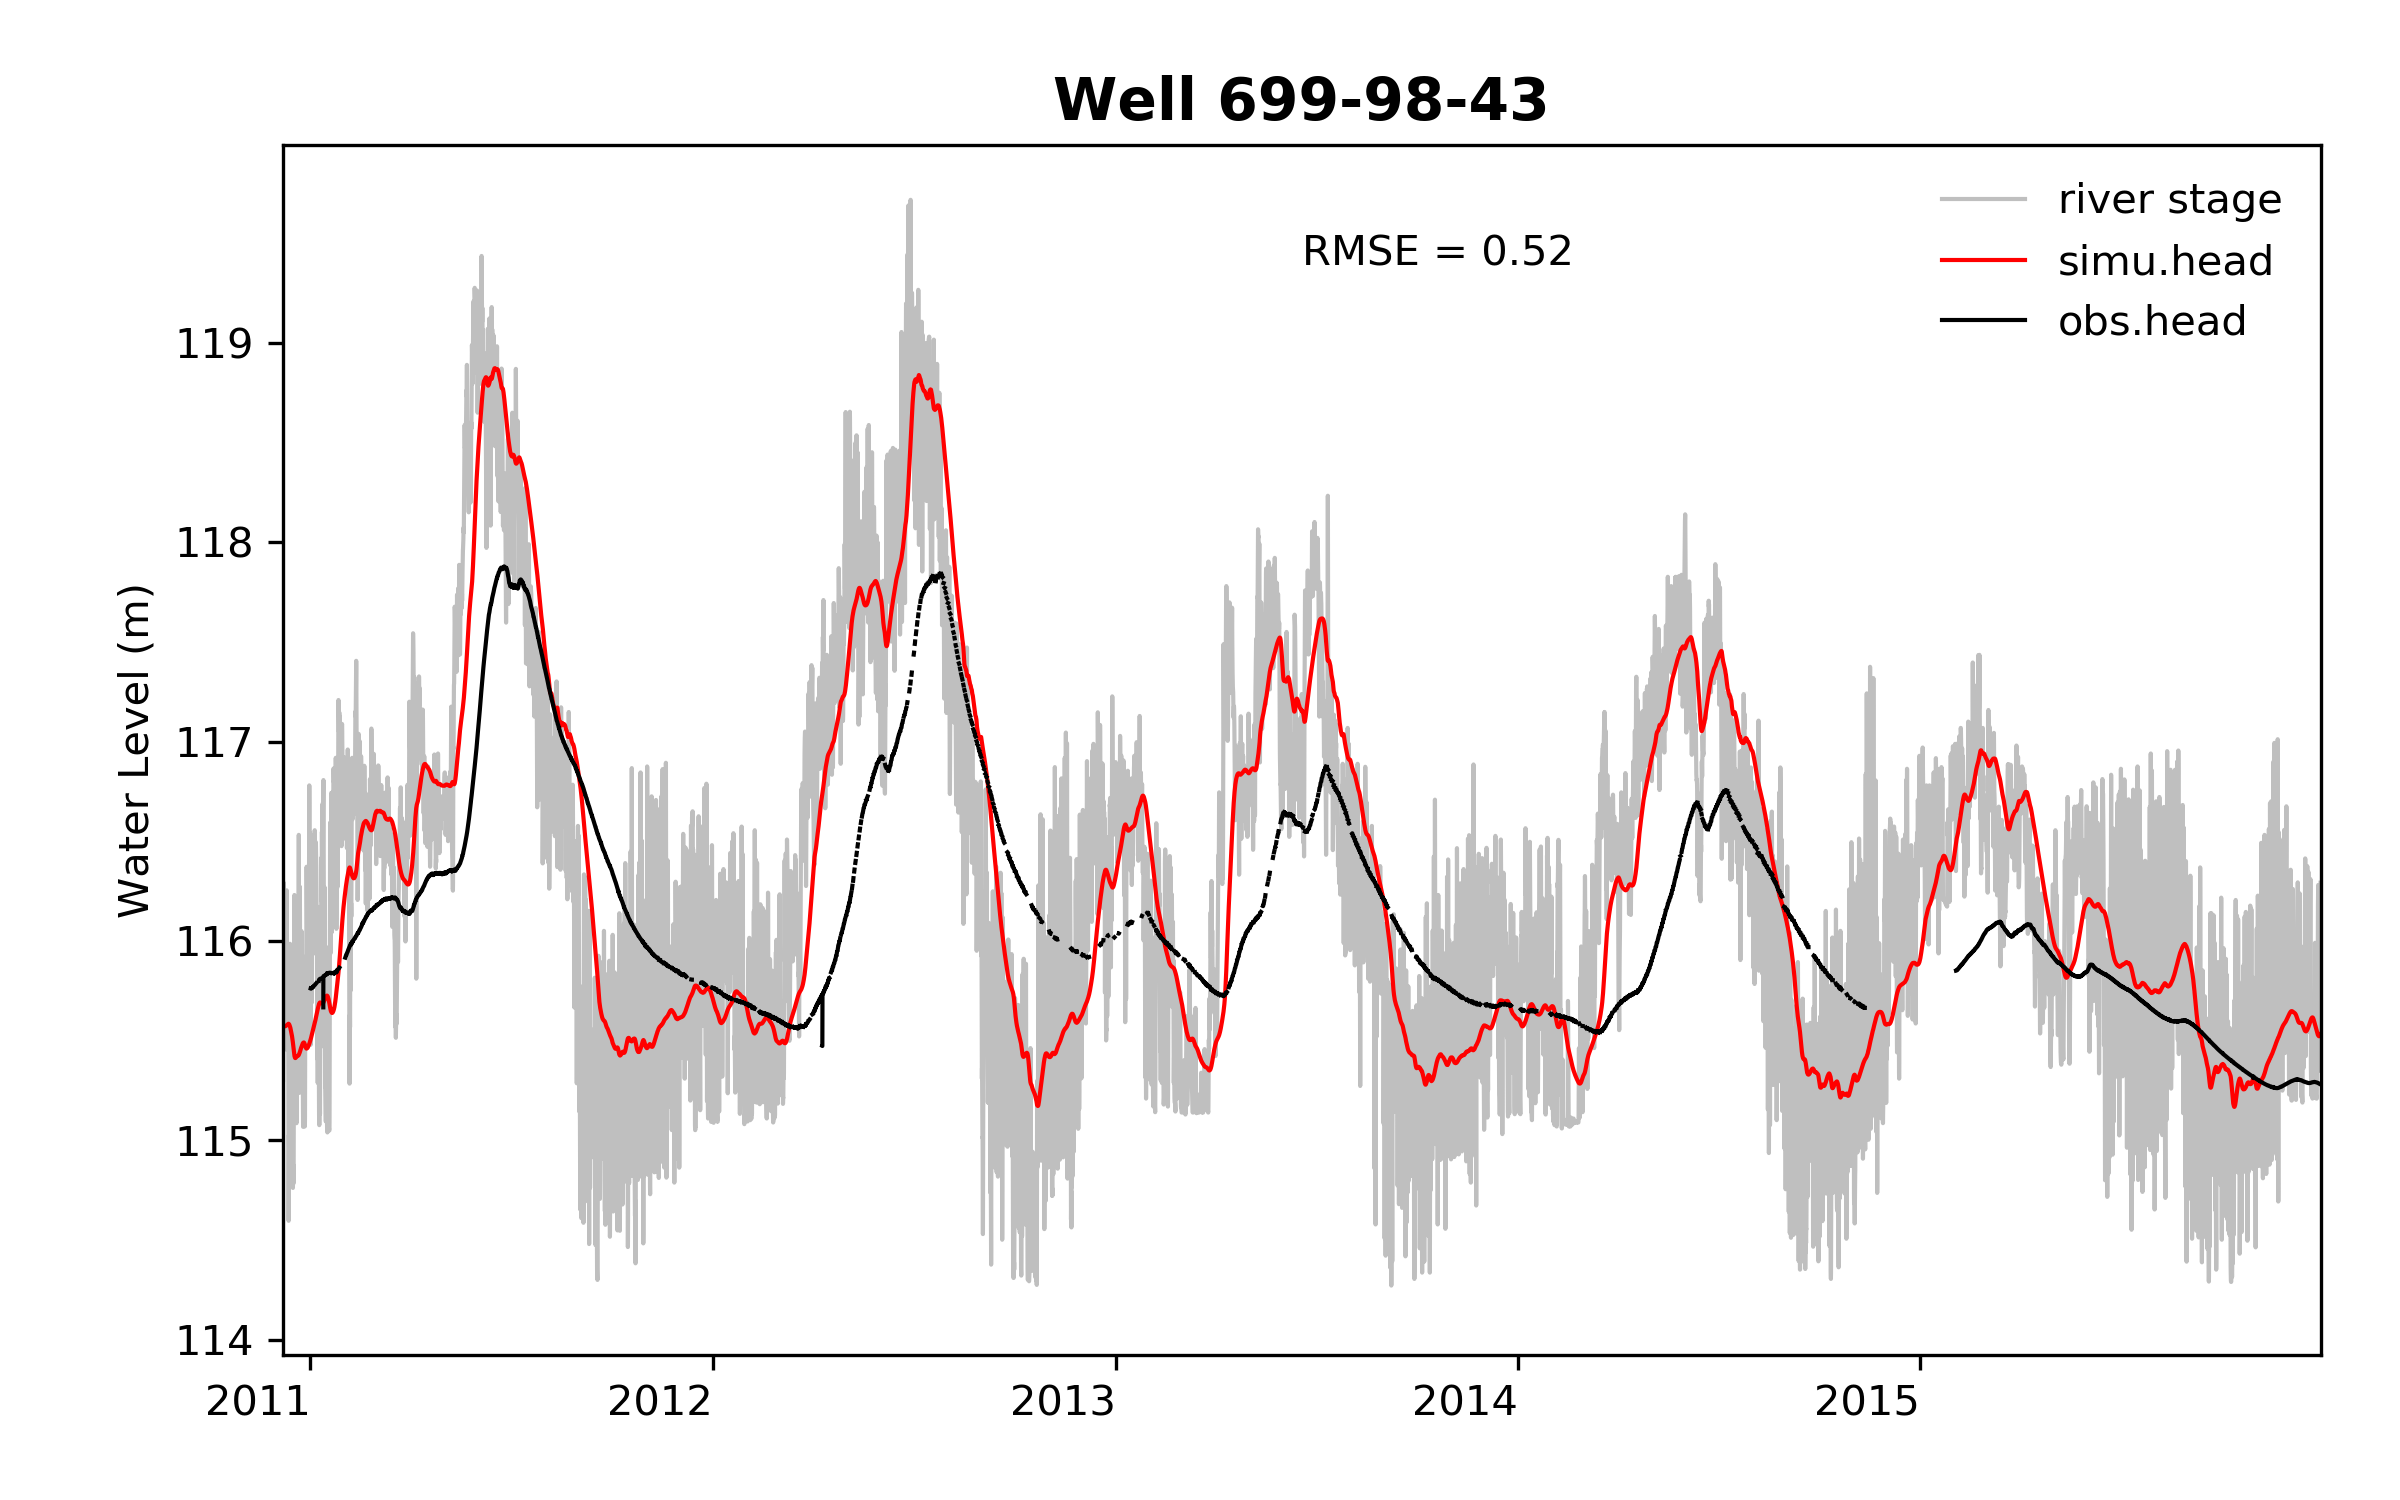 Well 699-98-43
river stage
RMSE = 0.52
simu.head
obs.head
119
118
117
116
115
114
Water Level (m)
2011
2012
2013
2014
2015